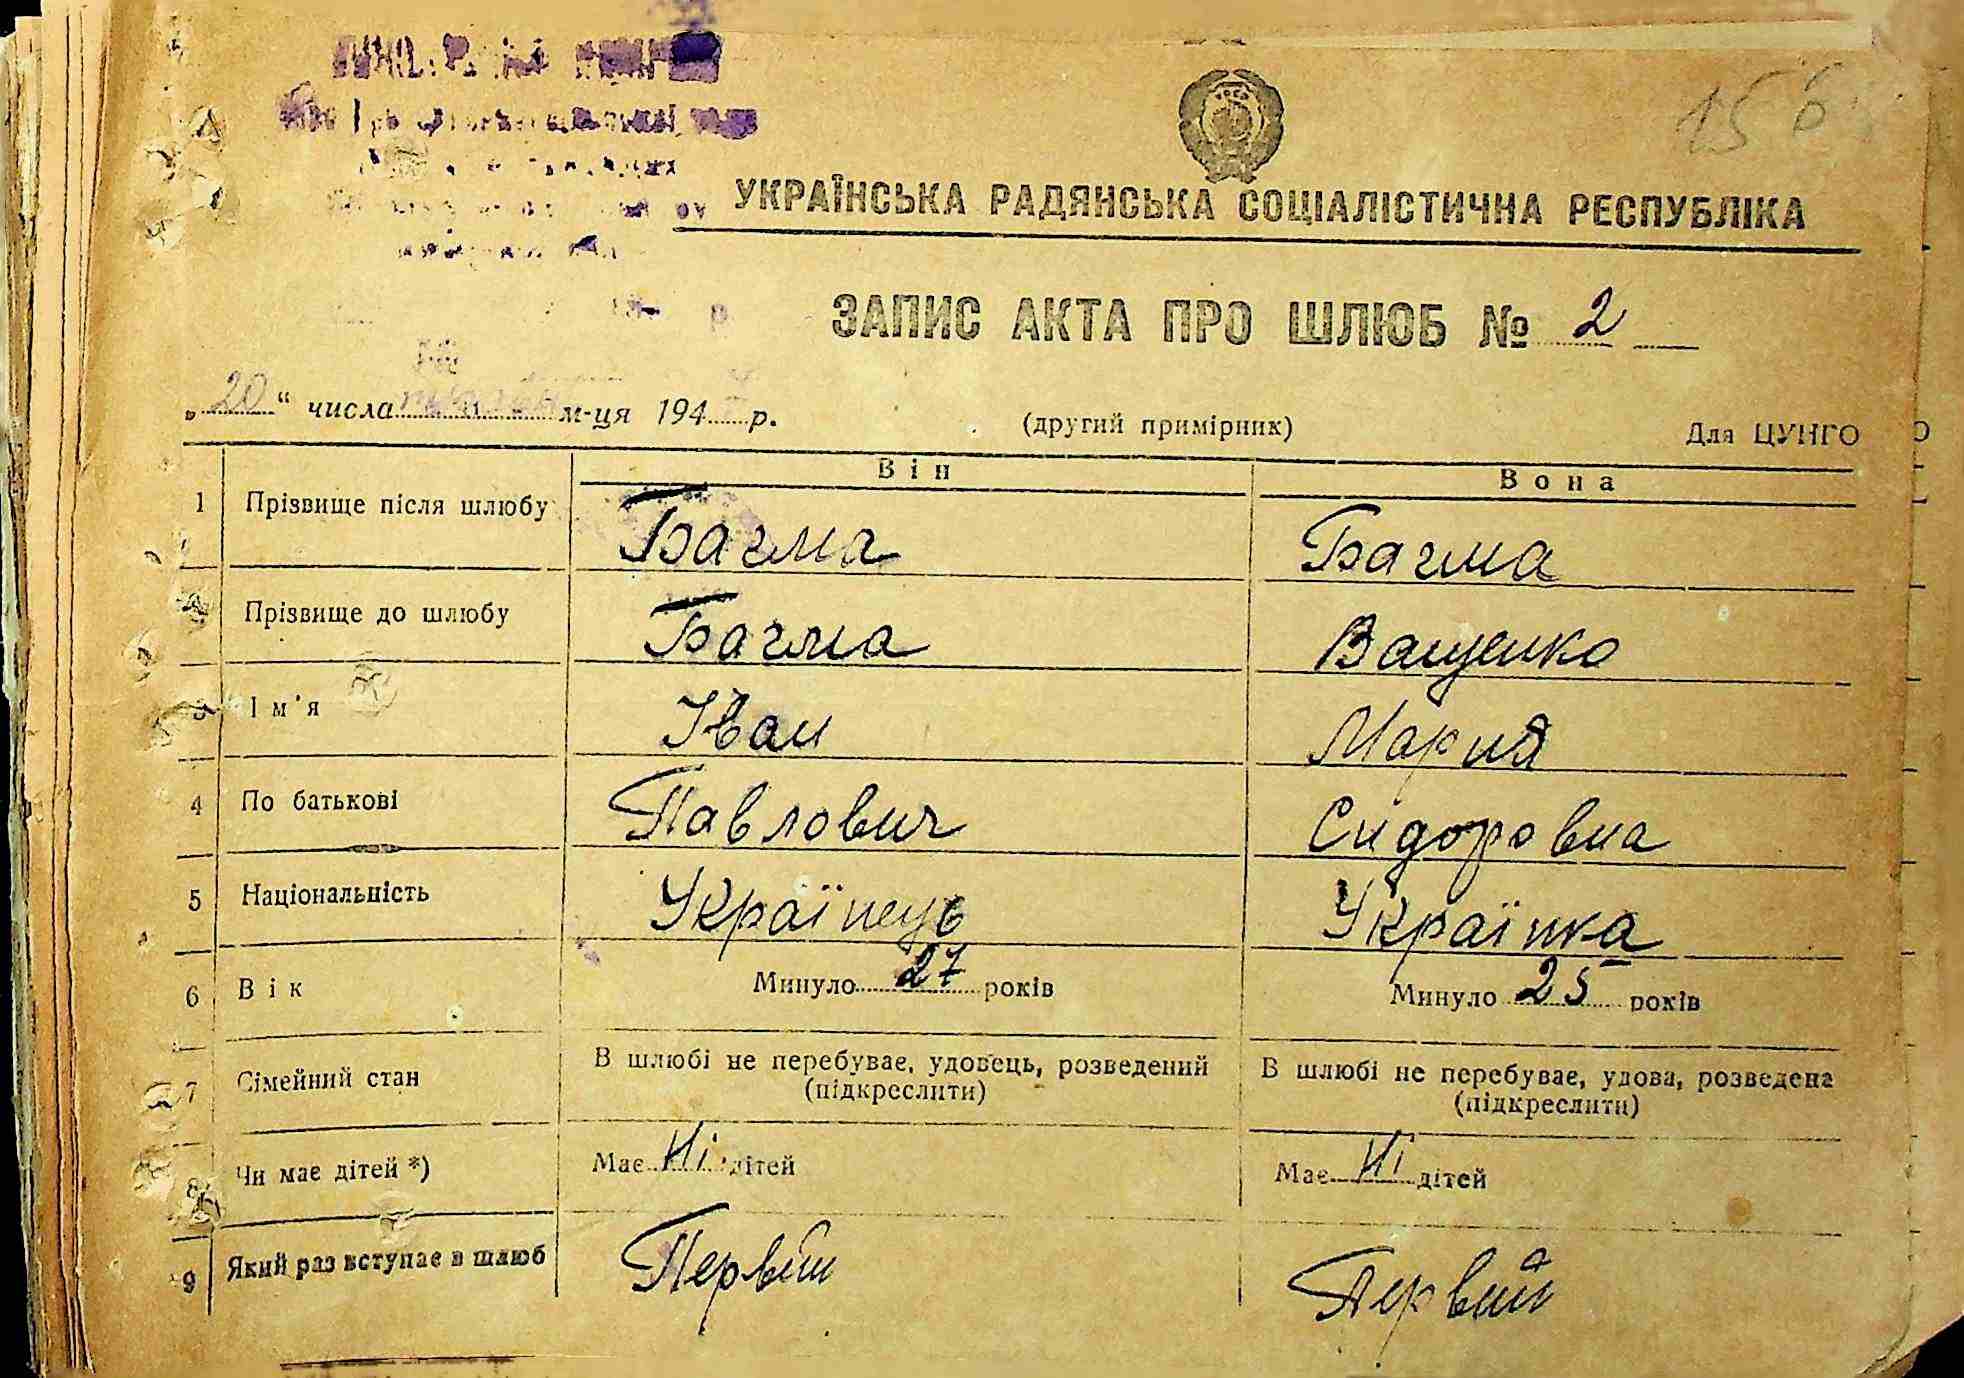 156
УКРАЇНСЬКА РАДЯНСЬКА СОЦІАЛІСТИЧНА РЕСПУБЛІКА
ЗАПИС АКТА ПРО ШЛЮБ № 2
„20“ числа м-ця 194 р.
(другий примірник)
Для ЦУНГО
Він Вона
1 Прізвище після шлюбу Багма Багма
Прізвище до шлюбу Багма Ващенко
3 Ім'я Іван Мария
4 По батькові Павлович Сидоровна
5 Національність Українець Українка
6 Вік Минуло 27 років Минуло 25 років
7 Сімейний стан В шлюбі не перебуває, удовець, розведений В шлюбі не перебуває, удова, розведена
(підкреслити) (підкреслити)
8 Чи має дітей *) Має Ні дітей Має Ні дітей
9 Який раз вступає в шлюб Первий Первий